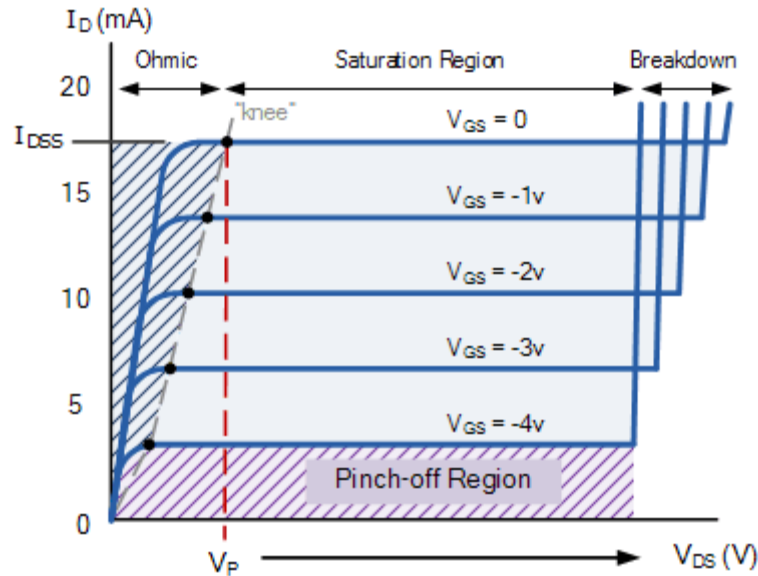 I_D (mA)
Ohmic
Saturation Region
Breakdown
20
"knee"
I_DSS
V_GS = 0
15
V_GS = -1v
10
V_GS = -2v
V_GS = -3v
5
V_GS = -4v
Pinch-off Region
0
V_P
V_DS (V)